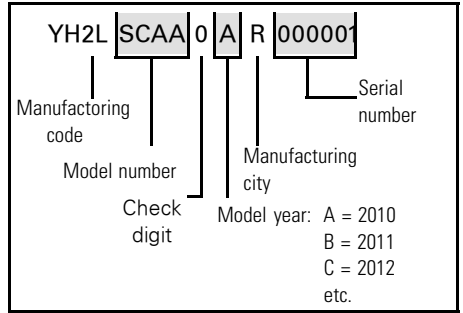 YH2L SCAA 0 A R 000001
Manufactoring
code
Serial
number
Model number
Manufacturing
city
Check
digit
Model year: A = 2010
B = 2011
C = 2012
etc.